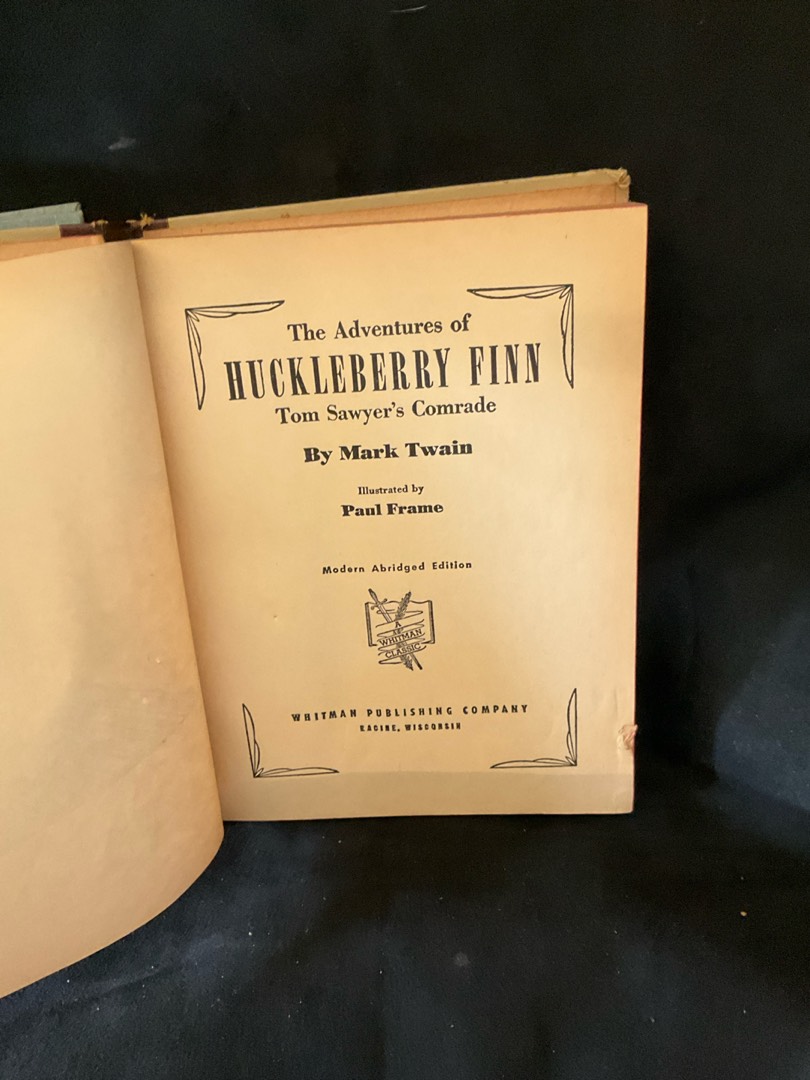 The Adventures of
HUCKLEBERRY FINN
Tom Sawyer's Comrade
By Mark Twain
Illustrated by
Paul Frame
Modern Abridged Edition
A
WHITMAN
CLASSIC
WHITMAN PUBLISHING COMPANY
RACINE, WISCONSIN